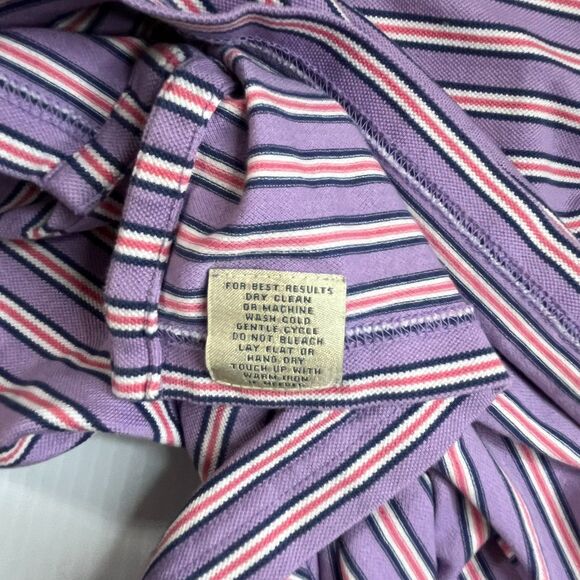 FOR BEST RESULTS
DRY CLEAN
OR MACHINE
WASH COLD
GENTLE CYCLE
DO NOT BLEACH
LAY FLAT OR
HAND DRY
TOUCH UP WITH
WARM IRON